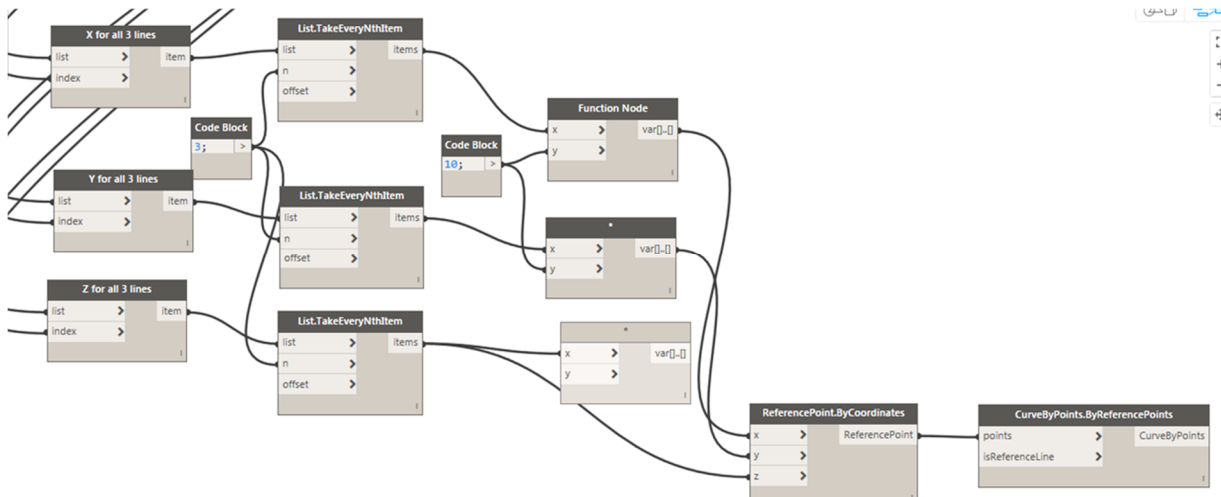 X for all 3 lines
list > item
index >
List.TakeEveryNthItem
list > items
n >
offset >
Code Block
3; >
Function Node
x > var[]..[]
y >
Code Block
10; >
Y for all 3 lines
list > item
index >
List.TakeEveryNthItem
list > items
n >
offset >
*
x > var[]..[]
y >
Z for all 3 lines
list > item
index >
List.TakeEveryNthItem
list > items
n >
offset >
*
x > var[]..[]
y >
ReferencePoint.ByCoordinates
x > ReferencePoint
y >
z >
CurveByPoints.ByReferencePoints
points > CurveByPoints
isReferenceLine >